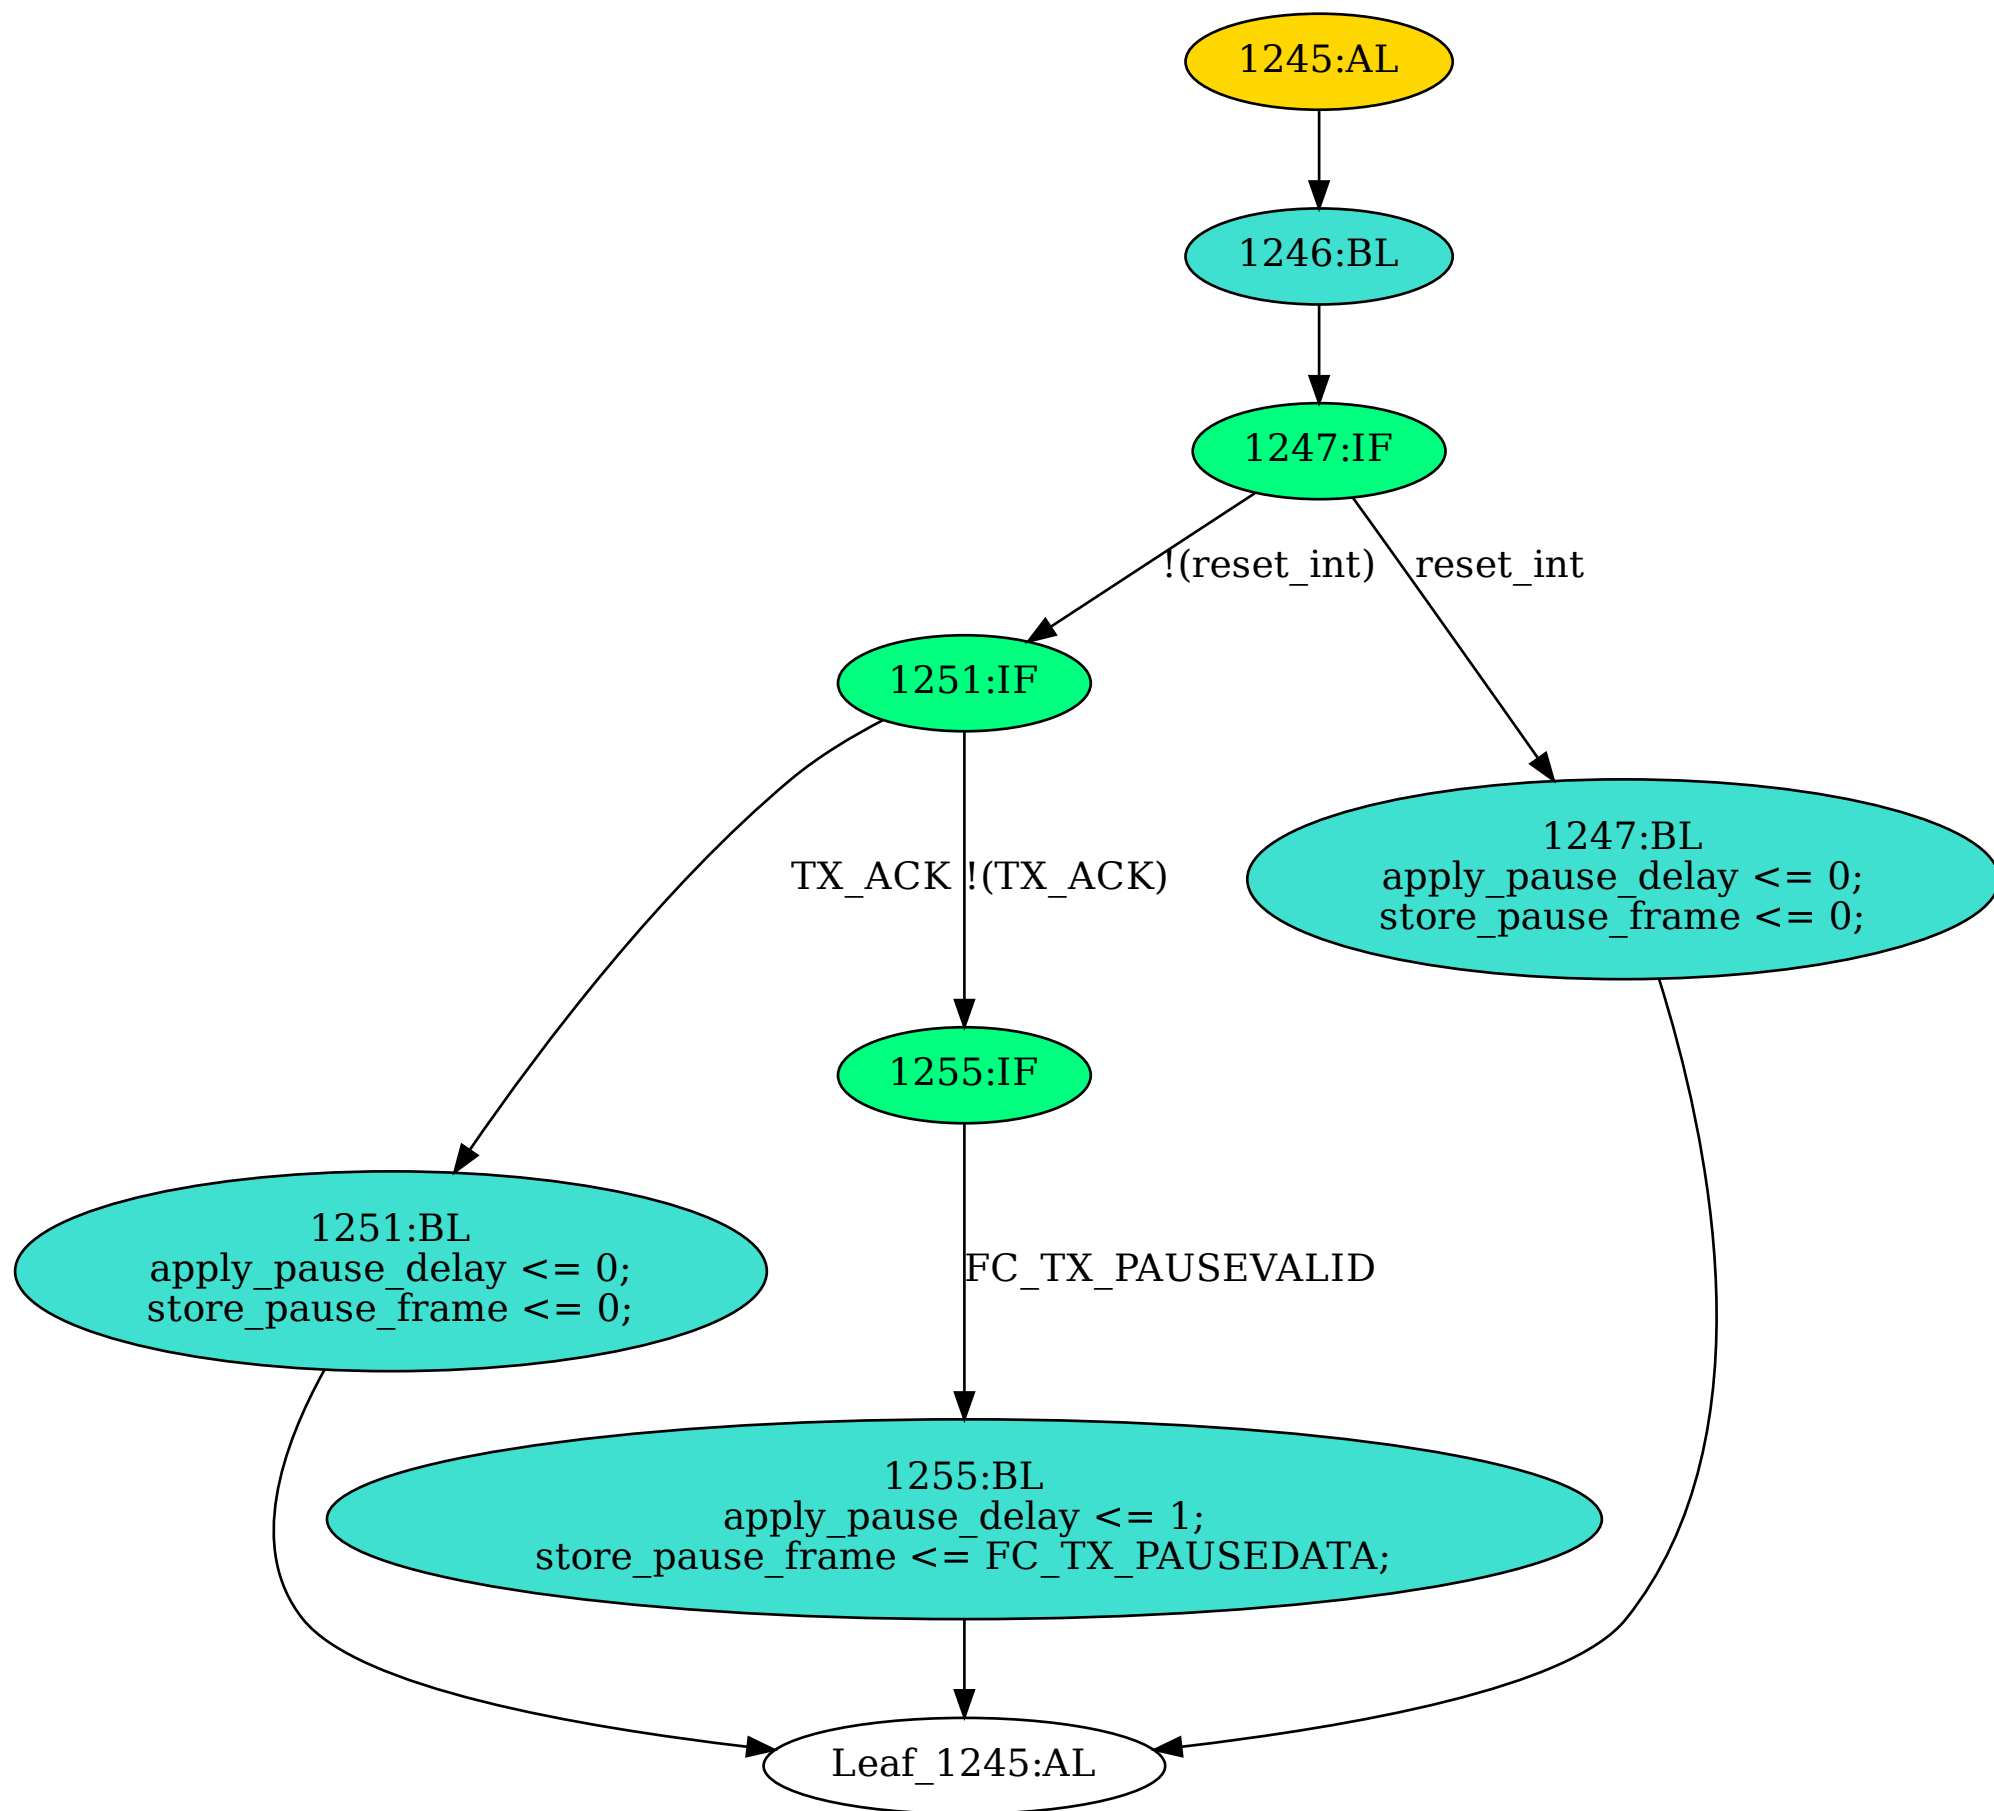 1245:AL
1246:BL
1247:IF
!(reset_int)
reset_int
1251:IF
1247:BL
apply_pause_delay <= 0;
store_pause_frame <= 0;
TX_ACK
!(TX_ACK)
1255:IF
1251:BL
apply_pause_delay <= 0;
store_pause_frame <= 0;
FC_TX_PAUSEVALID
1255:BL
apply_pause_delay <= 1;
store_pause_frame <= FC_TX_PAUSEDATA;
Leaf_1245:AL